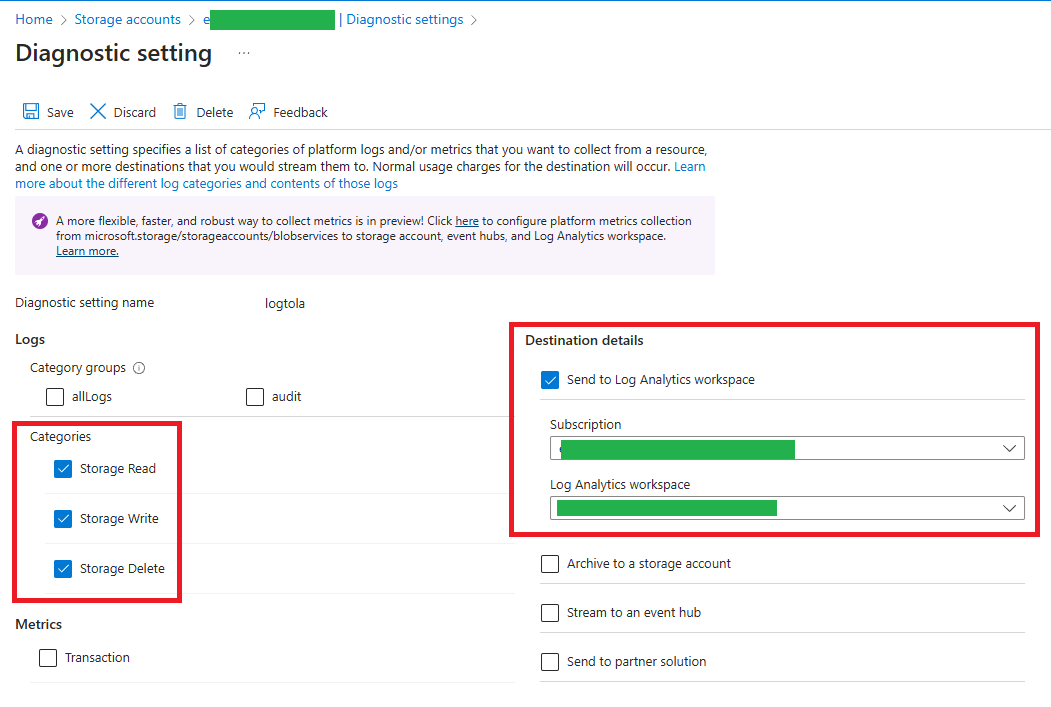 Home > Storage accounts > e | Diagnostic settings >
Diagnostic setting ...
Save Discard Delete Feedback
A diagnostic setting specifies a list of categories of platform logs and/or metrics that you want to collect from a resource,
and one or more destinations that you would stream them to. Normal usage charges for the destination will occur. Learn
more about the different log categories and contents of those logs
A more flexible, faster, and robust way to collect metrics is in preview! Click here to configure platform metrics collection
from microsoft.storage/storageaccounts/blobservices to storage account, event hubs, and Log Analytics workspace.
Learn more.
Diagnostic setting name logtola
Logs
Category groups
allLogs audit
Categories
Storage Read
Storage Write
Storage Delete
Metrics
Transaction
Destination details
Send to Log Analytics workspace
Subscription
Log Analytics workspace
Archive to a storage account
Stream to an event hub
Send to partner solution